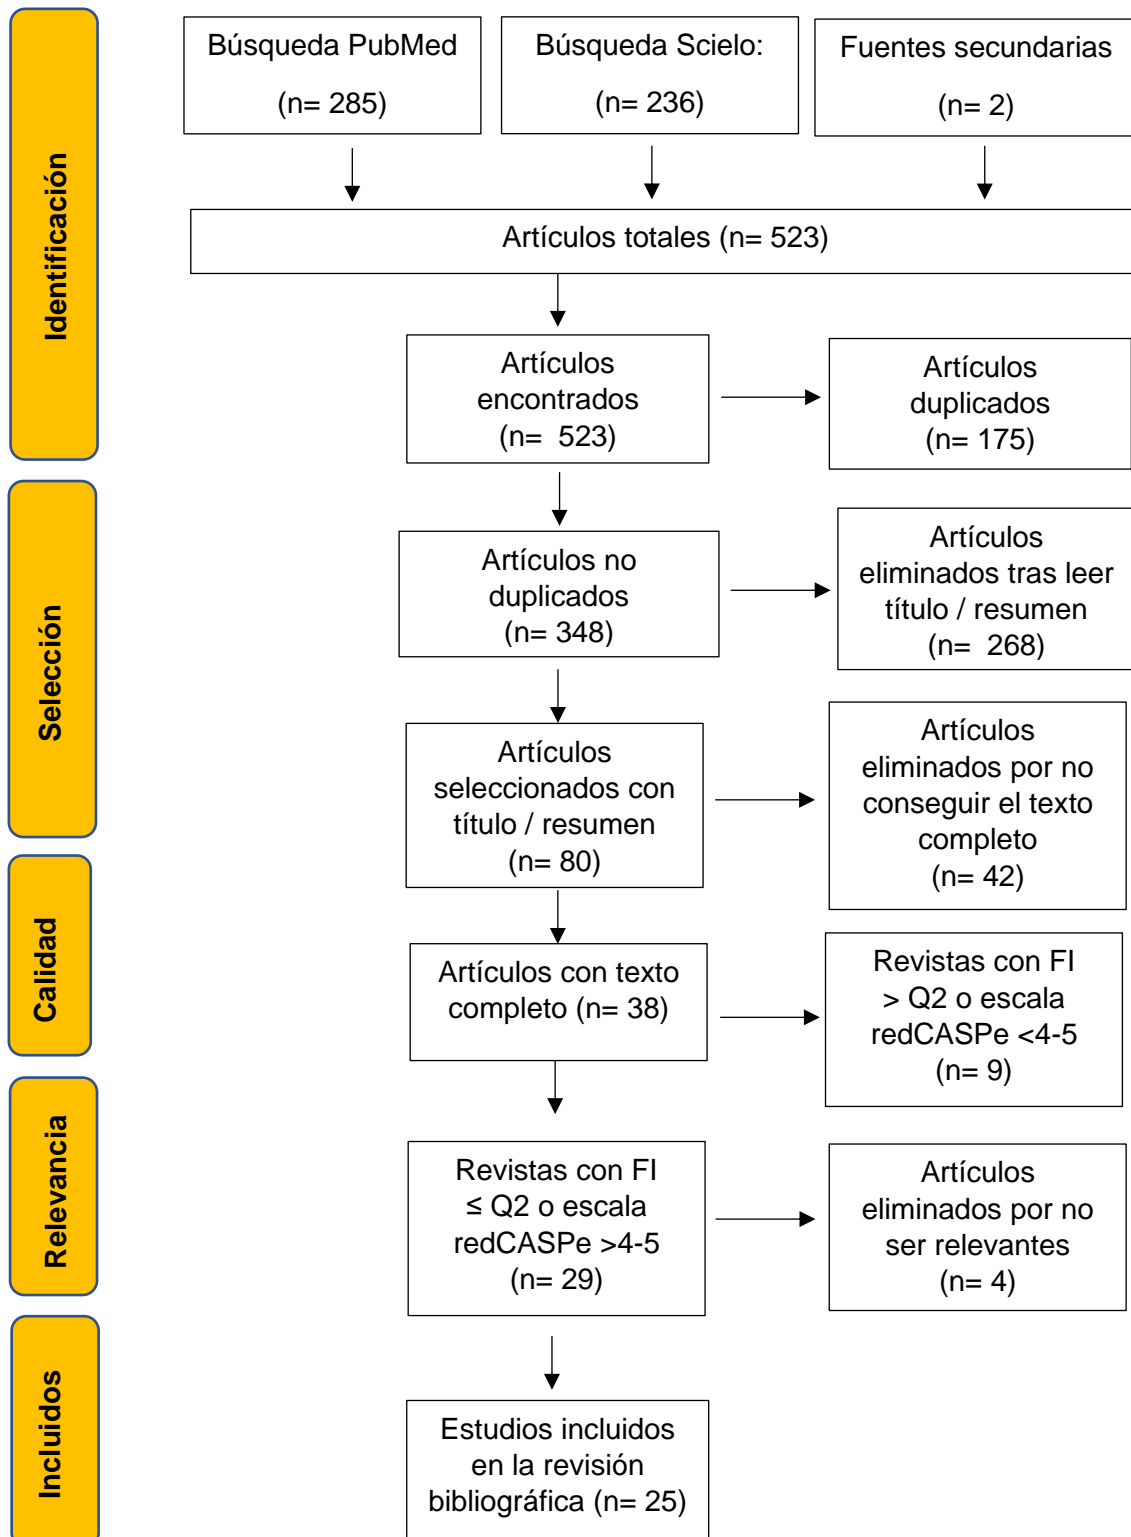 Identificación
Búsqueda PubMed
(n= 285)
Búsqueda Scielo:
(n= 236)
Fuentes secundarias
(n= 2)
Artículos totales (n= 523)
Artículos
encontrados
(n=  523)
Artículos
duplicados
(n= 175)
Selección
Artículos no
duplicados
(n= 348)
Artículos
eliminados tras leer
título / resumen
(n=  268)
Artículos
seleccionados con
título / resumen
(n= 80)
Artículos
eliminados por no
conseguir el texto
completo
(n= 42)
Calidad
Artículos con texto
completo (n= 38)
Revistas con FI
> Q2 o escala
redCASPe <4-5
(n= 9)
Relevancia
Revistas con FI
≤ Q2 o escala
redCASPe >4-5
(n= 29)
Artículos
eliminados por no
ser relevantes
(n= 4)
Incluidos
Estudios incluidos
en la revisión
bibliográfica (n= 25)